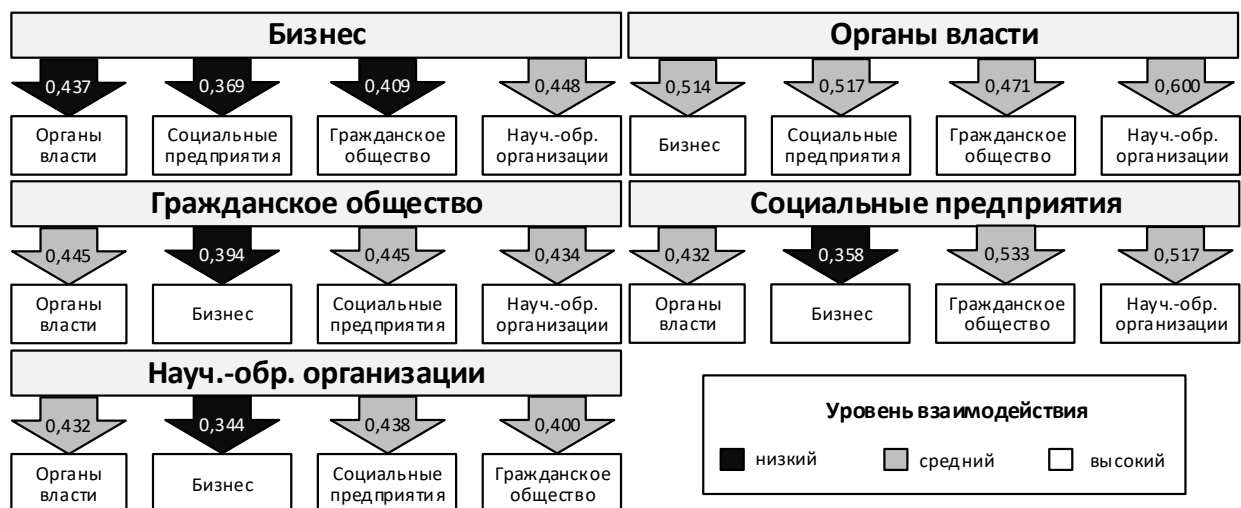 Бизнес
0,437
0,369
0,409
0,448
Органы
власти
Социальные
предприятия
Гражданское
общество
Науч.-обр.
организации
Органы власти
0,514
0,517
0,471
0,600
Бизнес
Социальные
предприятия
Гражданское
общество
Науч.-обр.
организации
Гражданское общество
0,445
0,394
0,445
0,434
Органы
власти
Бизнес
Социальные
предприятия
Науч.-обр.
организации
Социальные предприятия
0,432
0,358
0,533
0,517
Органы
власти
Бизнес
Гражданское
общество
Науч.-обр.
организации
Науч.-обр. организации
0,432
0,344
0,438
0,400
Органы
власти
Бизнес
Социальные
предприятия
Гражданское
общество
Уровень взаимодействия
низкий
средний
высокий